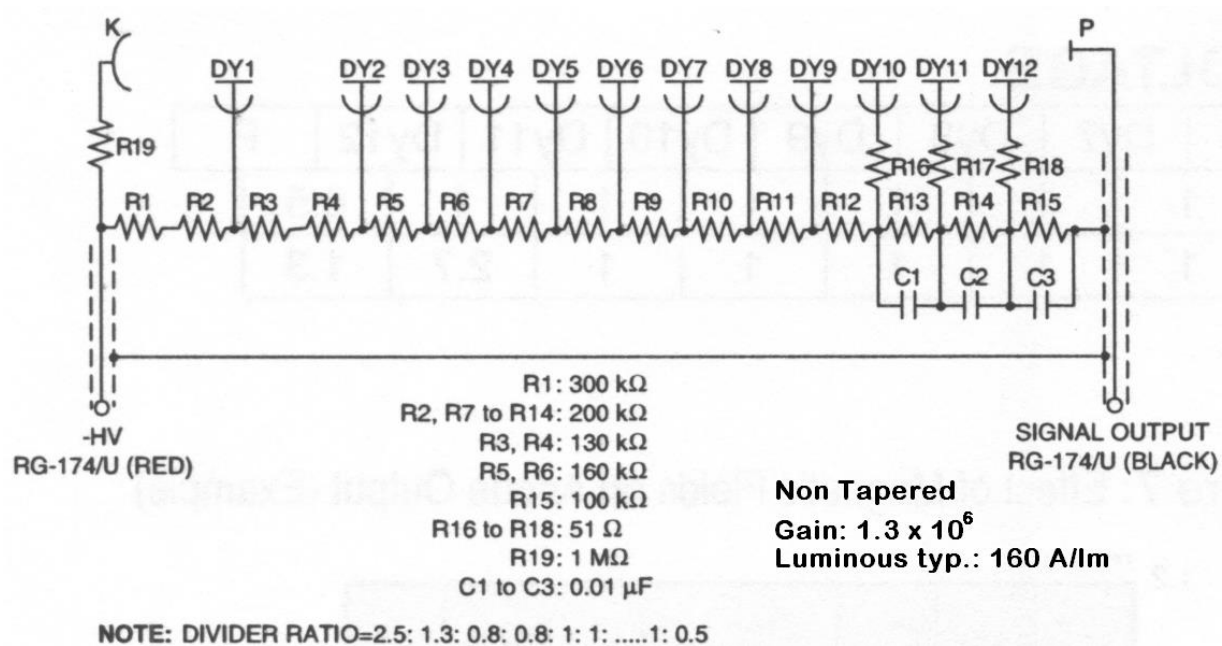 K
P
DY1 DY2 DY3 DY4 DY5 DY6 DY7 DY8 DY9 DY10 DY11 DY12
R19
R16 R17 R18
R1 R2 R3 R4 R5 R6 R7 R8 R9 R10 R11 R12 R13 R14 R15
C1 C2 C3
-HV
RG-174/U (RED)
R1: 300 kΩ
R2, R7 to R14: 200 kΩ
R3, R4: 130 kΩ
R5, R6: 160 kΩ
R15: 100 kΩ
R16 to R18: 51 Ω
R19: 1 MΩ
C1 to C3: 0.01 µF
SIGNAL OUTPUT
RG-174/U (BLACK)
Non Tapered
Gain: 1.3 x 10⁶
Luminous typ.: 160 A/lm
NOTE: DIVIDER RATIO=2.5: 1.3: 0.8: 0.8: 1: 1: .....1: 0.5